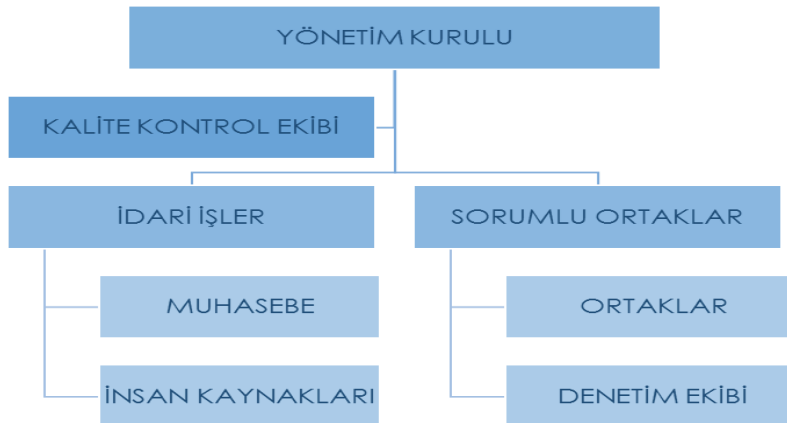 YÖNETİM KURULU
KALİTE KONTROL EKİBİ
İDARİ İŞLER
SORUMLU ORTAKLAR
MUHASEBE
ORTAKLAR
İNSAN KAYNAKLARI
DENETİM EKİBİ